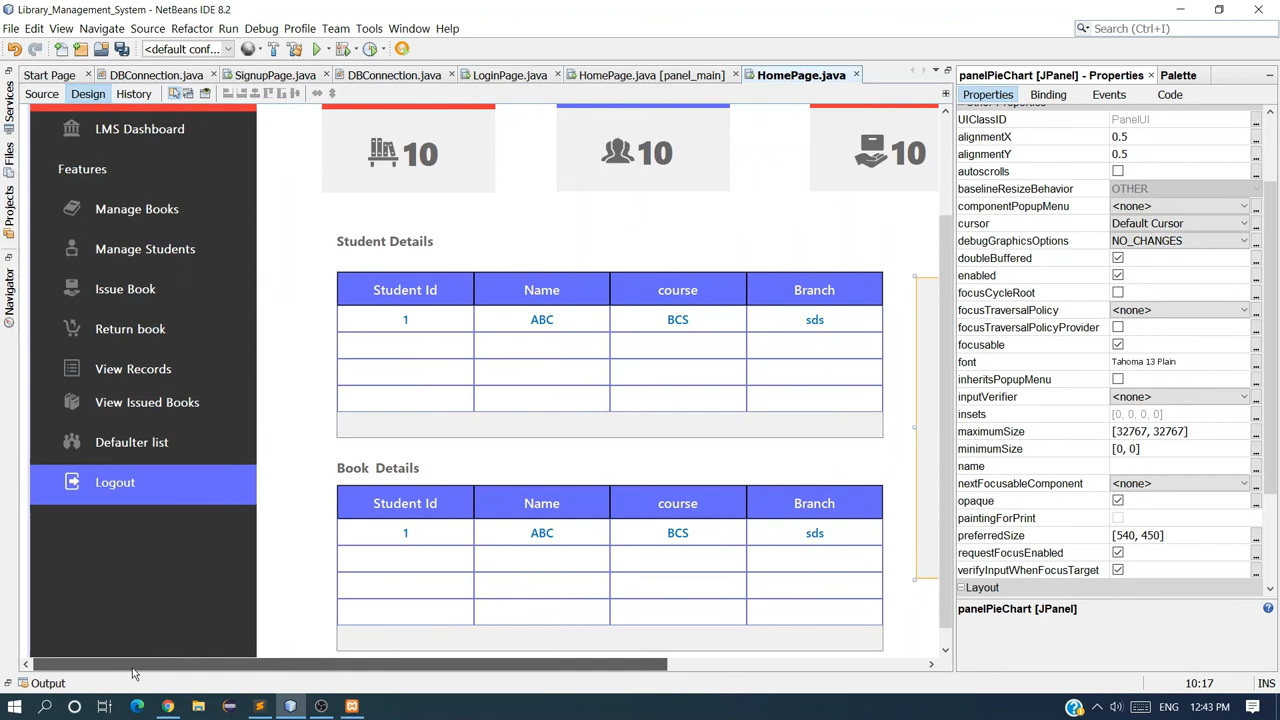 Library_Management_System - NetBeans IDE 8.2
File Edit View Navigate Source Refactor Run Debug Profile Team Tools Window Help
Search (Ctrl+I)
<default conf...
Start Page
DBConnection.java
SignupPage.java
DBConnection.java
LoginPage.java
HomePage.java [panel_main]
HomePage.java
panelPieChart [JPanel] - Properties
Palette
Source Design History
Properties Binding Events Code
Services
Files
Projects
Navigator
LMS Dashboard
Features
Manage Books
Manage Students
Issue Book
Return book
View Records
View Issued Books
Defaulter list
Logout
10
10
10
Student Details
Student Id Name course Branch
1 ABC BCS sds
Book Details
Student Id Name course Branch
1 ABC BCS sds
Other Properties
UIClassID PanelUI
alignmentX 0.5
alignmentY 0.5
autoscrolls
baselineResizeBehavior OTHER
componentPopupMenu <none>
cursor Default Cursor
debugGraphicsOptions NO_CHANGES
doubleBuffered
enabled
focusCycleRoot
focusTraversalPolicy <none>
focusTraversalPolicyProvider
focusable
font Tahoma 13 Plain
inheritsPopupMenu
inputVerifier <none>
insets [0, 0, 0, 0]
maximumSize [32767, 32767]
minimumSize [0, 0]
name
nextFocusableComponent <none>
opaque
paintingForPrint
preferredSize [540, 450]
requestFocusEnabled
verifyInputWhenFocusTarget
Layout
panelPieChart [JPanel]
Output
10:17 INS
ENG 12:43 PM